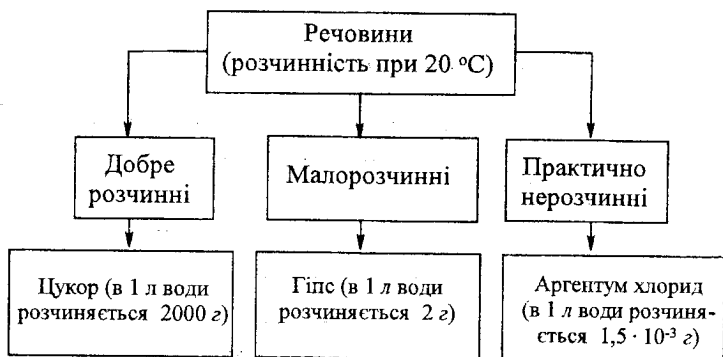 Речовини
(розчинність при 20 °С)
Добре
розчинні
Малорозчинні
Практично
нерозчинні
Цукор (в 1 л води
розчиняється 2000 г)
Гіпс (в 1 л води
розчиняється 2 г)
Аргентум хлорид
(в 1 л води розчиня-
ється 1,5 · 10⁻³ г)